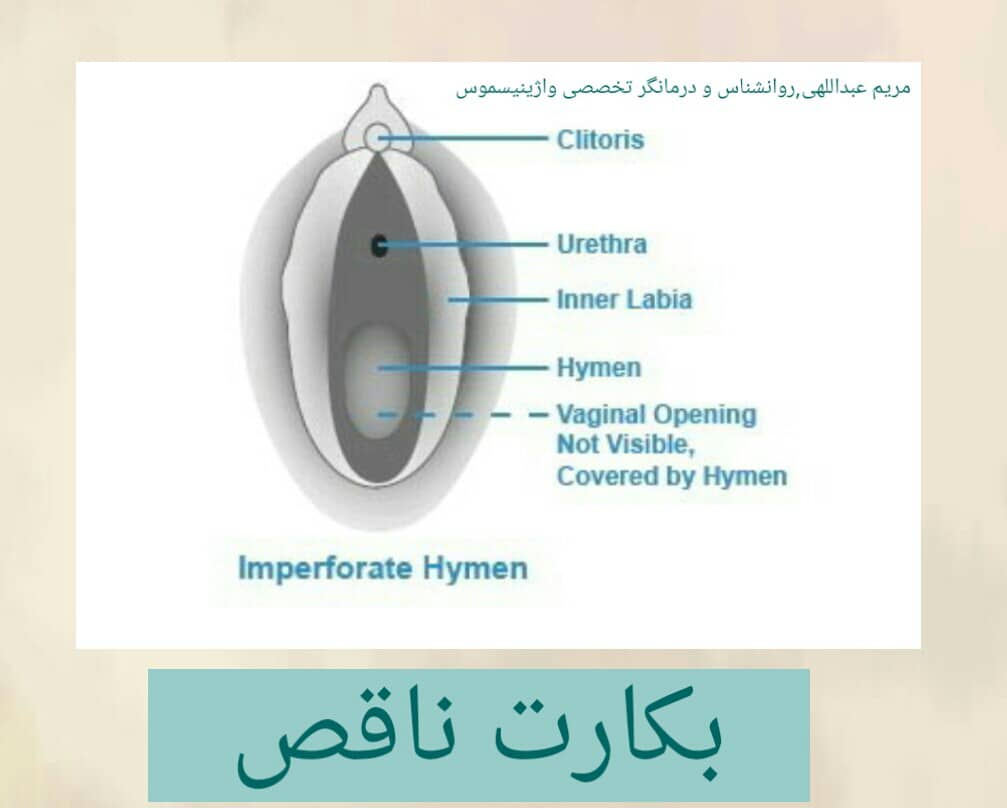 مریم عبداللهی,روانشناس و درمانگر تخصصی واژینیسموس
Clitoris
Urethra
Inner Labia
Hymen
Vaginal Opening
Not Visible,
Covered by Hymen
Imperforate Hymen
بکارت ناقص